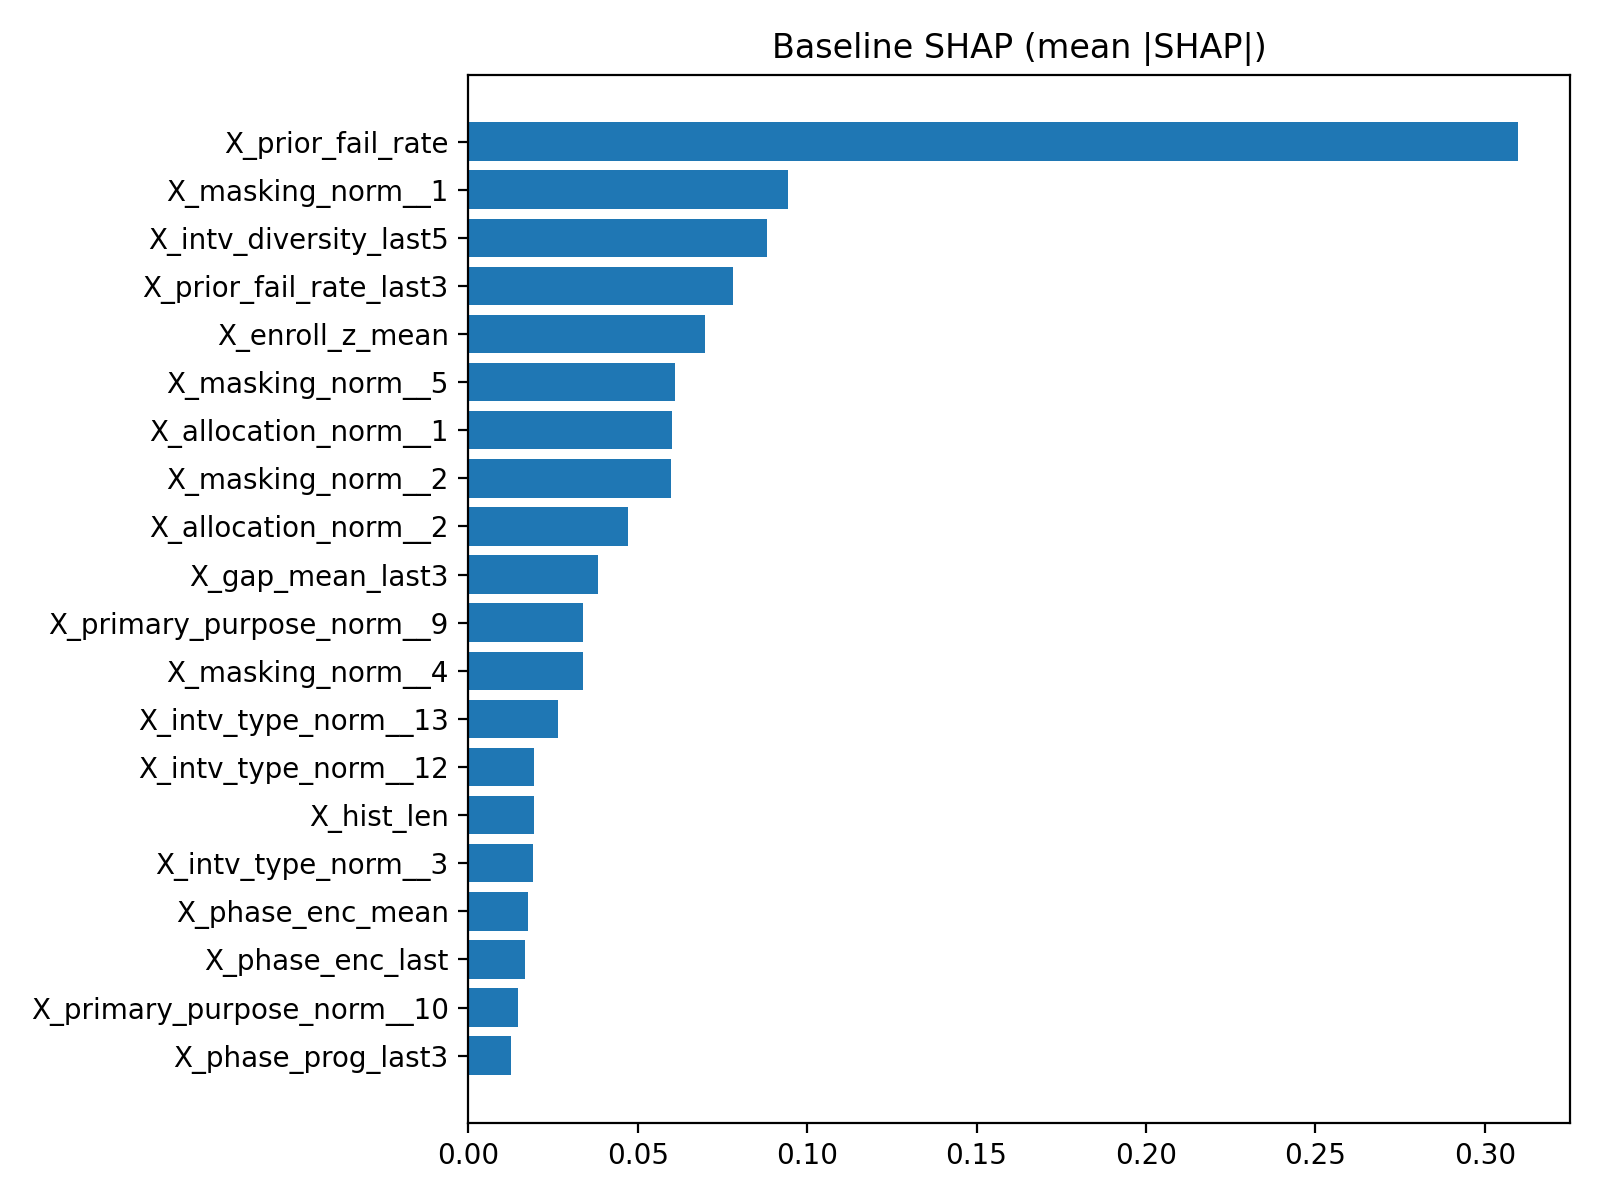 Baseline SHAP (mean |SHAP|)
X_prior_fail_rate
X_masking_norm__1
X_intv_diversity_last5
X_prior_fail_rate_last3
X_enroll_z_mean
X_masking_norm__5
X_allocation_norm__1
X_masking_norm__2
X_allocation_norm__2
X_gap_mean_last3
X_primary_purpose_norm__9
X_masking_norm__4
X_intv_type_norm__13
X_intv_type_norm__12
X_hist_len
X_intv_type_norm__3
X_phase_enc_mean
X_phase_enc_last
X_primary_purpose_norm__10
X_phase_prog_last3
0.00 0.05 0.10 0.15 0.20 0.25 0.30